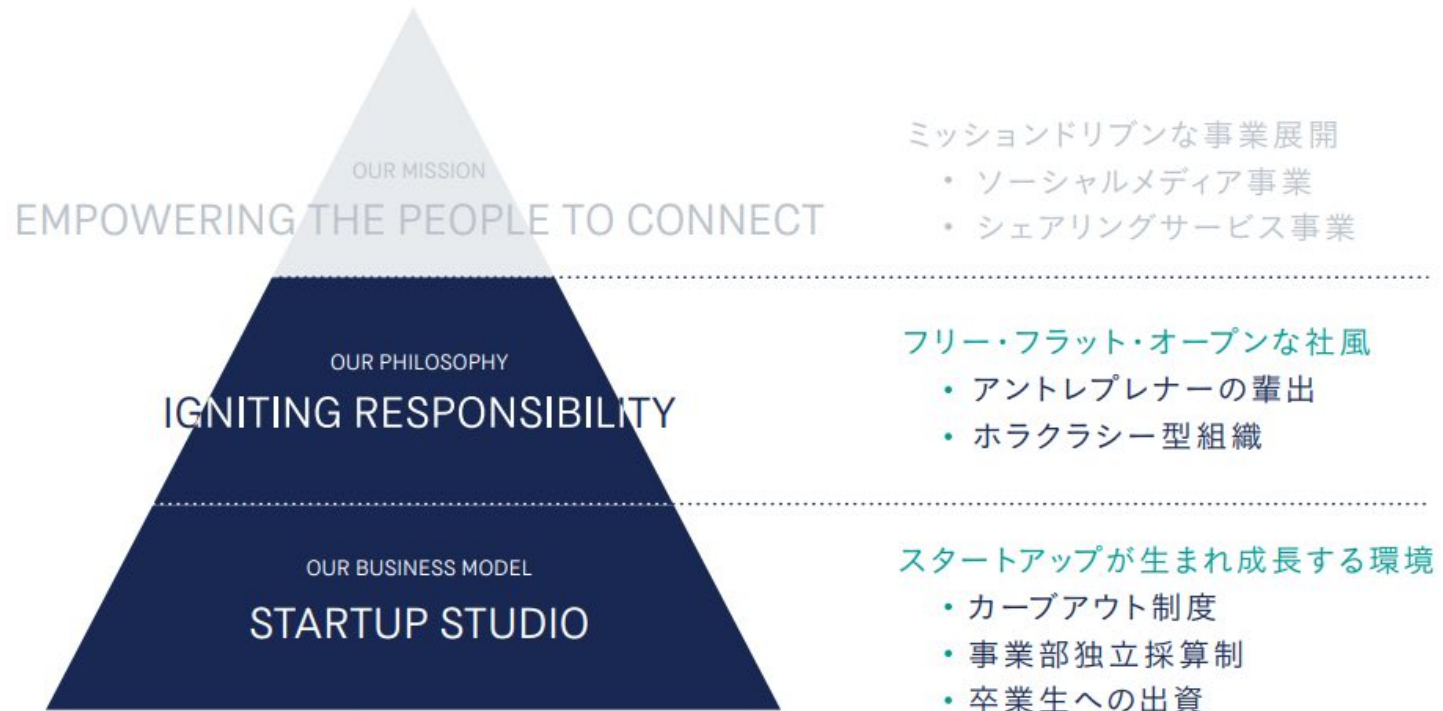 OUR MISSION
EMPOWERING THE PEOPLE TO CONNECT
ミッションドリブンな事業展開
・ ソーシャルメディア事業
・ シェアリングサービス事業
OUR PHILOSOPHY
IGNITING RESPONSIBILITY
フリー・フラット・オープンな社風
・ アントレプレナーの輩出
・ ホラクラシー型組織
OUR BUSINESS MODEL
STARTUP STUDIO
スタートアップが生まれ成長する環境
・ カーブアウト制度
・ 事業部独立採算制
・ 卒業生への出資